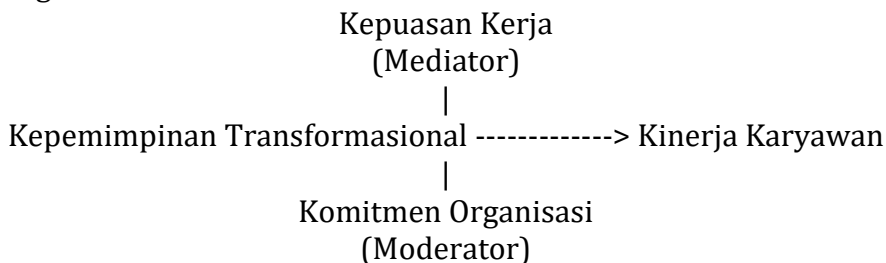 Kepuasan Kerja
(Mediator)
|
Kepemimpinan Transformasional -------------> Kinerja Karyawan
|
Komitmen Organisasi
(Moderator)